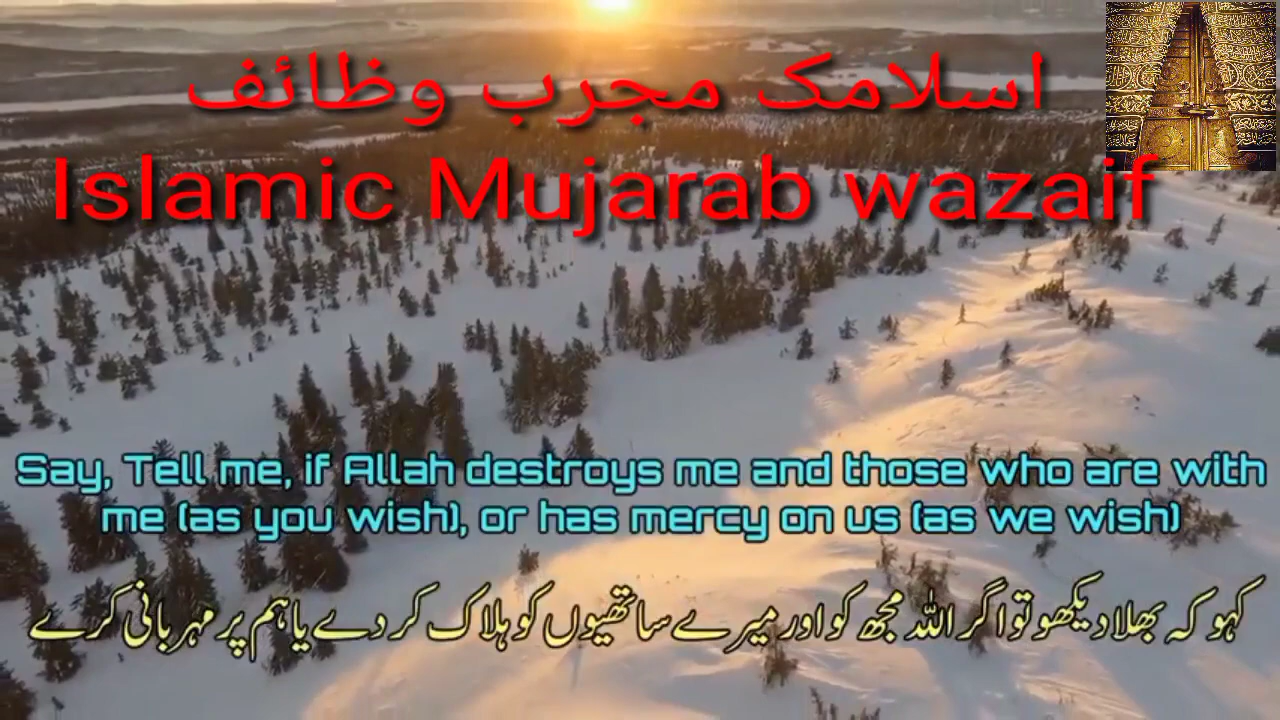 اسلامک مجرب وظائف
Islamic Mujarab wazaif
Say, Tell me, if Allah destroys me and those who are with
me (as you wish), or has mercy on us (as we wish)
کہو کہ بھلا دیکھو تو اگر اللہ مجھ کو اور میرے ساتھیوں کو ہلاک کر دے یا ہم پر مہربانی کرے